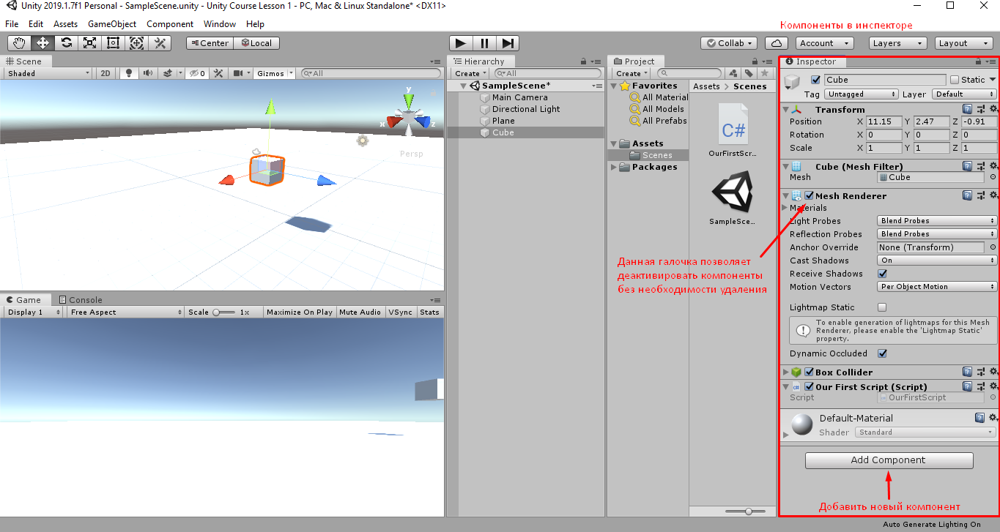 Unity 2019.1.7f1 Personal - SampleScene.unity - Unity Course Lesson 1 - PC, Mac & Linux Standalone* <DX11>
File Edit Assets GameObject Component Window Help
Компоненты в инспекторе
Center Local
Collab Account Layers Layout
Scene
Shaded 2D 0 Gizmos All
y
x z
Persp
Game Console
Display 1 Free Aspect Scale 1x Maximize On Play Mute Audio VSync Stats
Hierarchy
Create All
SampleScene*
Main Camera
Directional Light
Plane
Cube
Project
Create
Favorites
All Material
All Models
All Prefabs
Assets
Scenes
Packages
Assets > Scenes
C#
OurFirstScr...
SampleSce...
Данная галочка позволяет
деактивировать компоненты
без необходимости удаления
Inspector
Cube Static
Tag Untagged Layer Default
Transform
Position X 11.15 Y 2.47 Z -0.91
Rotation X 0 Y 0 Z 0
Scale X 1 Y 1 Z 1
Cube (Mesh Filter)
Mesh Cube
Mesh Renderer
Materials
Light Probes Blend Probes
Reflection Probes Blend Probes
Anchor Override None (Transform)
Cast Shadows On
Receive Shadows
Motion Vectors Per Object Motion
Lightmap Static
To enable generation of lightmaps for this Mesh
Renderer, please enable the 'Lightmap Static'
property.
Dynamic Occluded
Box Collider
Our First Script (Script)
Script OurFirstScript
Default-Material
Shader Standard
Add Component
Добавить новый компонент
Auto Generate Lighting On